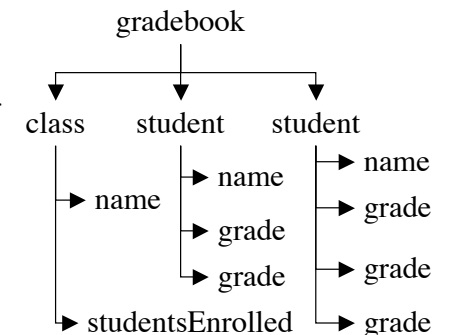 gradebook
class student student
name
name
name
grade
grade
grade
grade
studentsEnrolled
grade